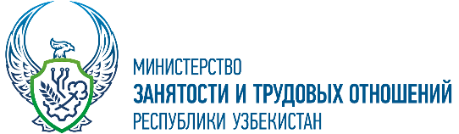 МИНИСТЕРСТВО
ЗАНЯТОСТИ И ТРУДОВЫХ ОТНОШЕНИЙ
РЕСПУБЛИКИ УЗБЕКИСТАН